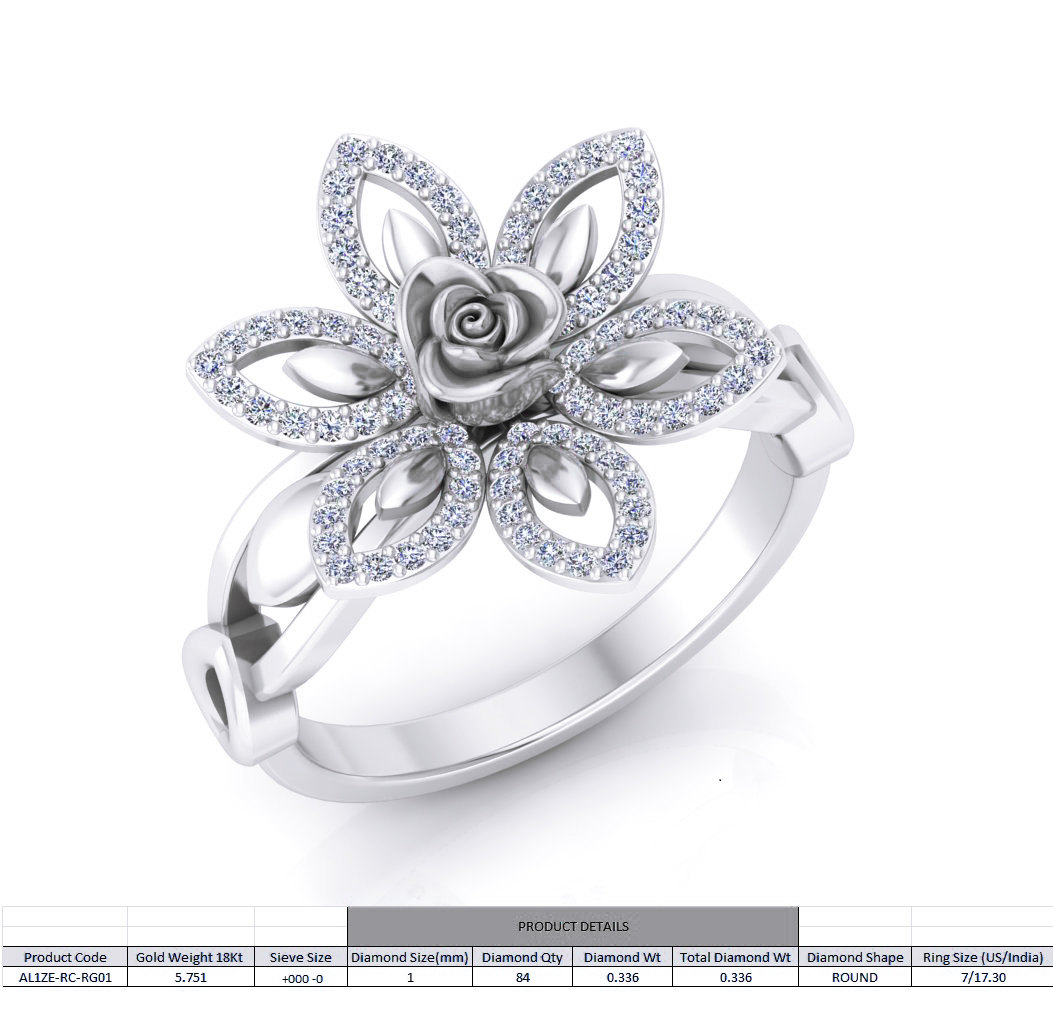 PRODUCT DETAILS
Product Code Gold Weight 18Kt Sieve Size Diamond Size(mm) Diamond Qty Diamond Wt Total Diamond Wt Diamond Shape Ring Size (US/India)
AL1ZE-RC-RG01 5.751 +000 -0 1 84 0.336 0.336 ROUND 7/17.30